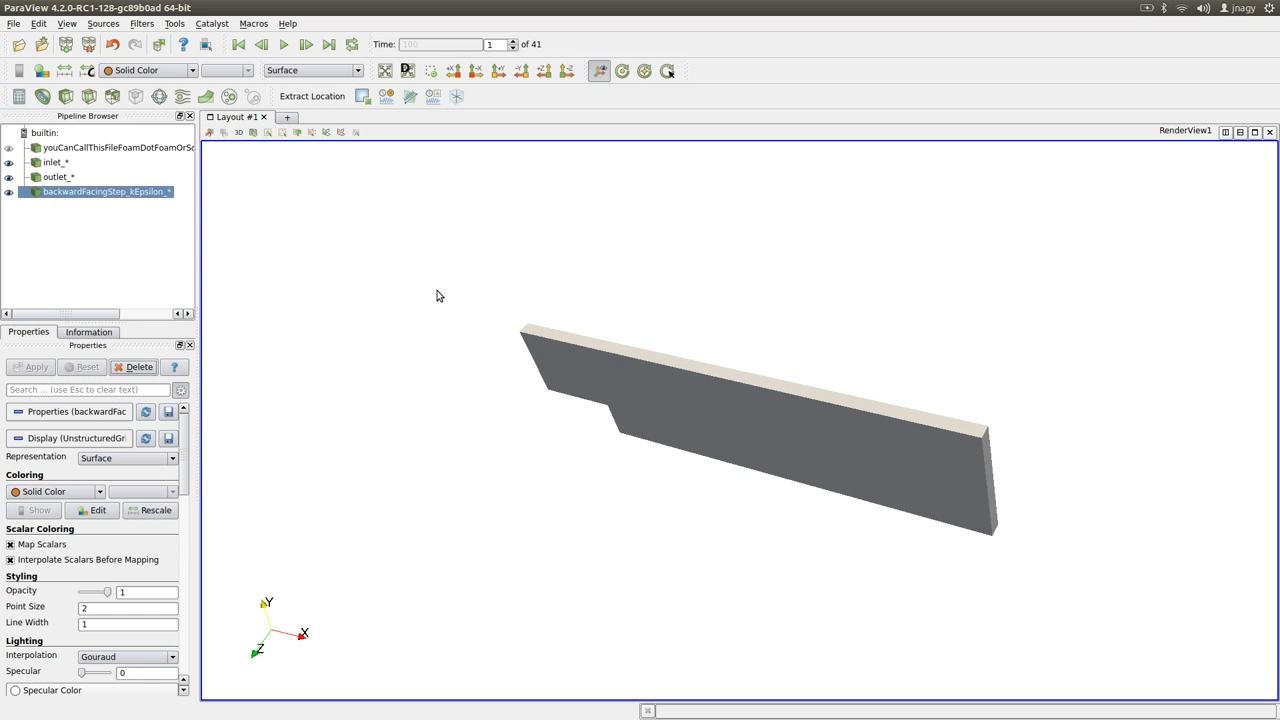 ParaView 4.2.0-RC1-128-gc89b0ad 64-bit
jnagy
File Edit View Sources Filters Tools Catalyst Macros Help
Time: 100 1 of 41
Solid Color Surface
Extract Location
Pipeline Browser
Layout #1
3D
RenderView1
builtin:
youCanCallThisFileFoamDotFoamOrSo
inlet_*
outlet_*
backwardFacingStep_kEpsilon_*
Properties Information
Properties
Apply Reset Delete ?
Search ... (use Esc to clear text)
Properties (backwardFac
Display (UnstructuredGri
Representation Surface
Coloring
Solid Color
Show Edit Rescale
Scalar Coloring
Map Scalars
Interpolate Scalars Before Mapping
Styling
Opacity 1
Point Size 2
Line Width 1
Lighting
Interpolation Gouraud
Specular 0
Specular Color
Y
X
Z